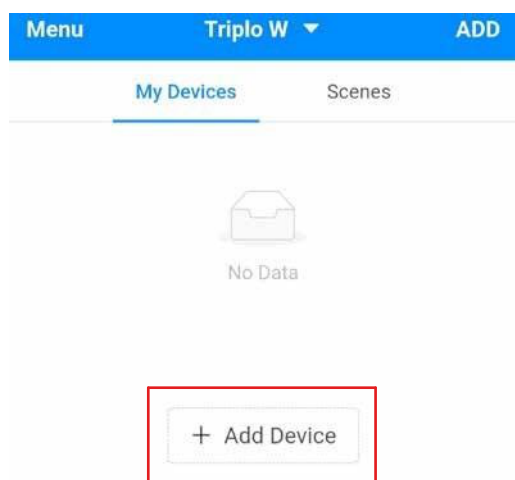 Menu Triplo W ADD
My Devices Scenes
No Data
+ Add Device